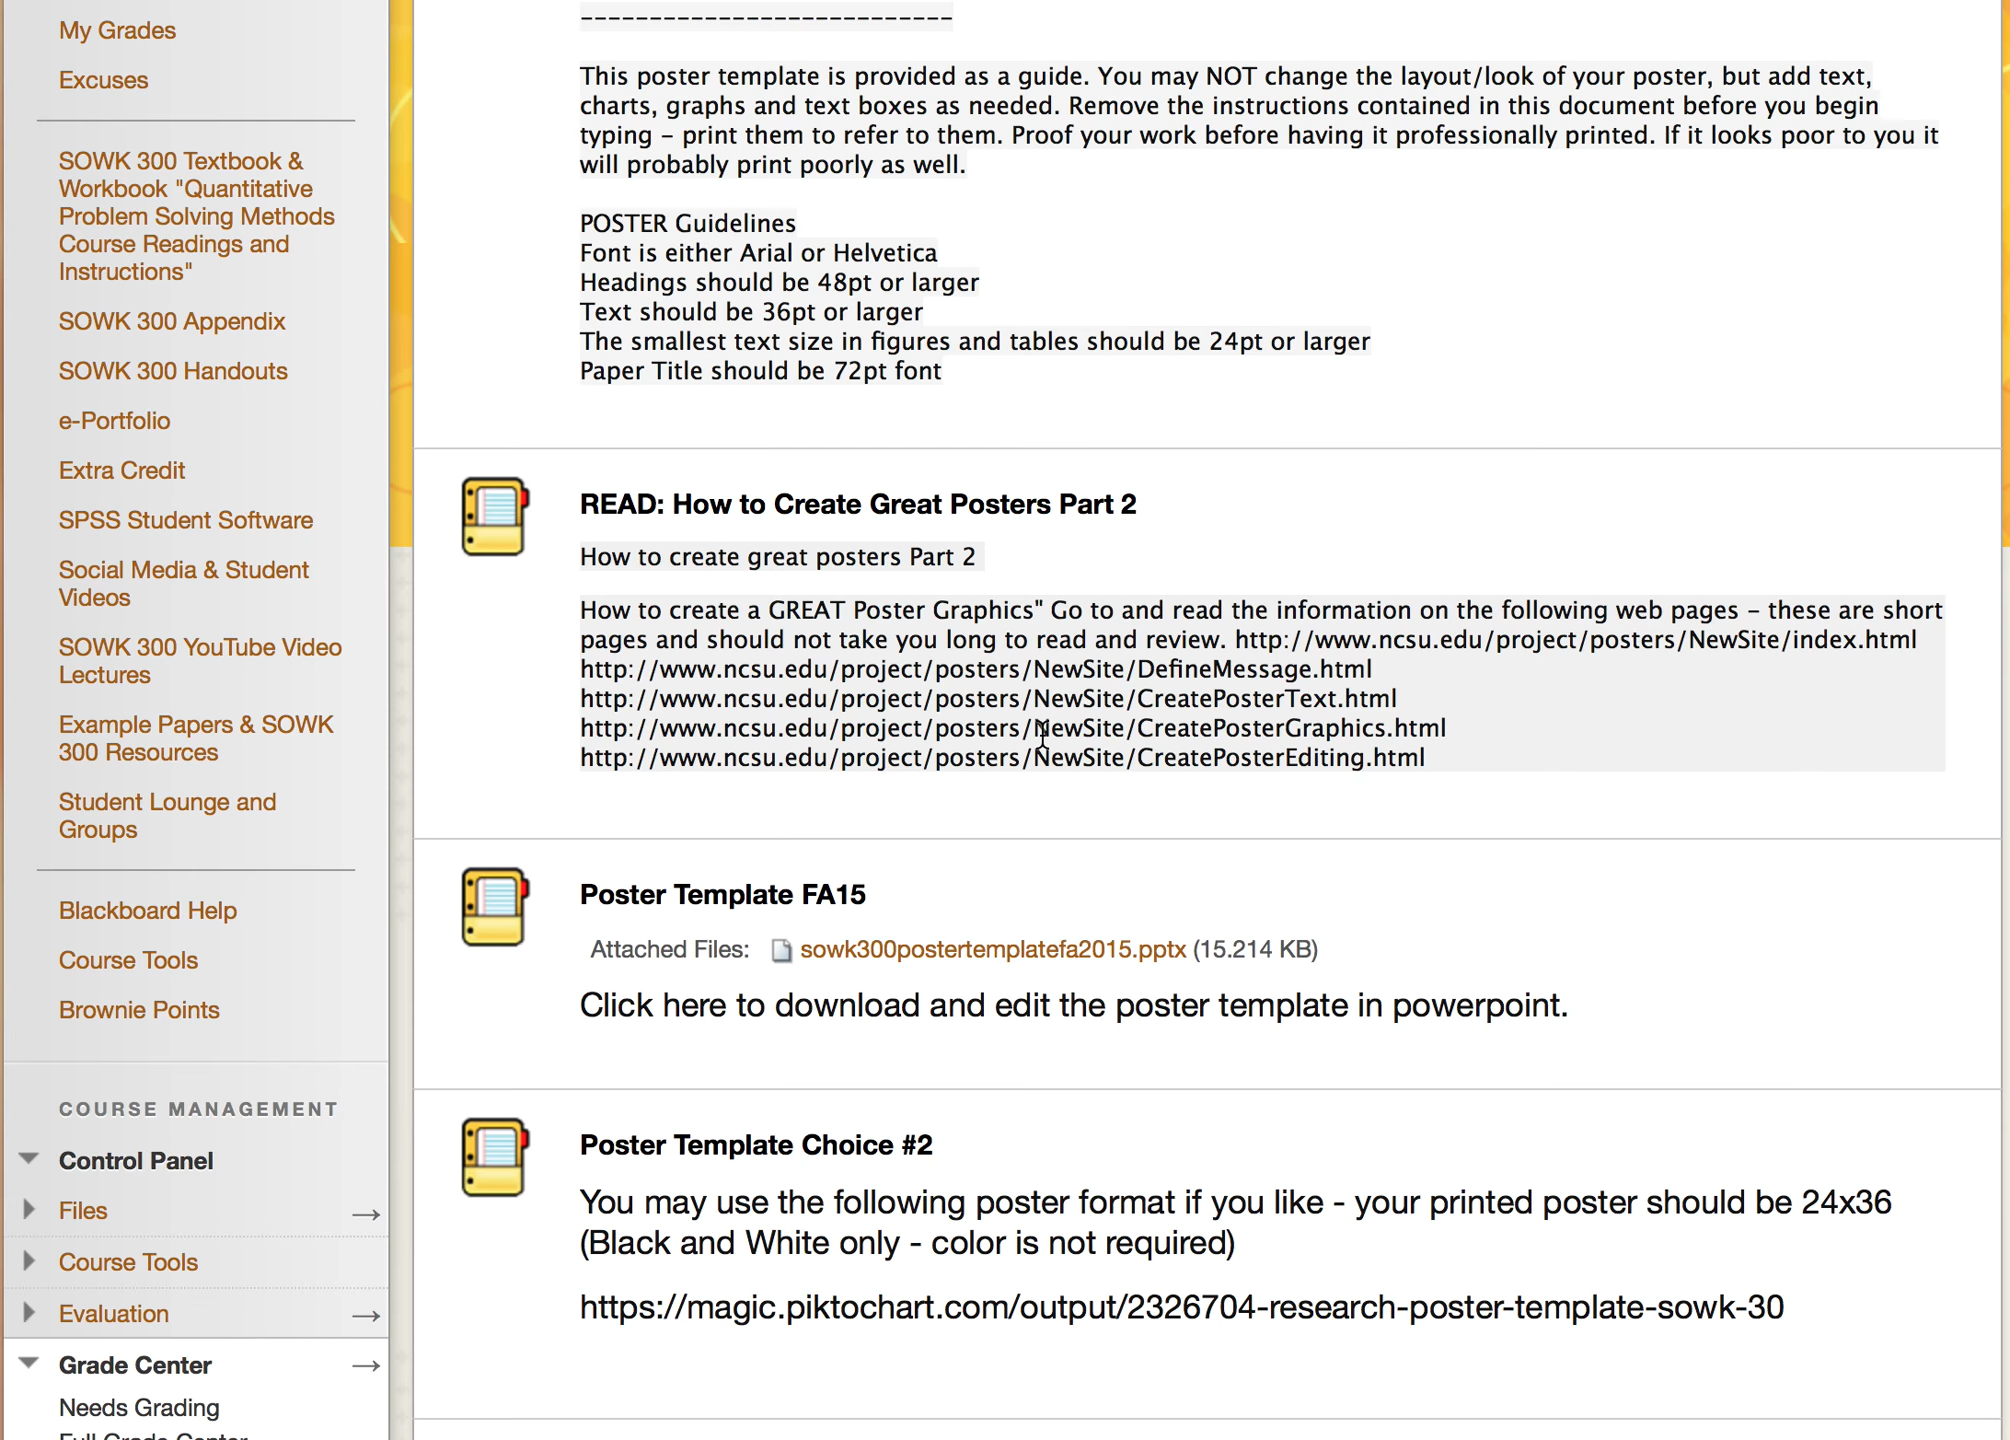 My Grades
Excuses
SOWK 300 Textbook &
Workbook "Quantitative
Problem Solving Methods
Course Readings and
Instructions"
SOWK 300 Appendix
SOWK 300 Handouts
e-Portfolio
Extra Credit
SPSS Student Software
Social Media & Student
Videos
SOWK 300 YouTube Video
Lectures
Example Papers & SOWK
300 Resources
Student Lounge and
Groups
Blackboard Help
Course Tools
Brownie Points
COURSE MANAGEMENT
Control Panel
Files
Course Tools
Evaluation
Grade Center
Needs Grading
Full Grade Center
---------------------------
This poster template is provided as a guide. You may NOT change the layout/look of your poster, but add text,
charts, graphs and text boxes as needed. Remove the instructions contained in this document before you begin
typing – print them to refer to them. Proof your work before having it professionally printed. If it looks poor to you it
will probably print poorly as well.
POSTER Guidelines
Font is either Arial or Helvetica
Headings should be 48pt or larger
Text should be 36pt or larger
The smallest text size in figures and tables should be 24pt or larger
Paper Title should be 72pt font
READ: How to Create Great Posters Part 2
How to create great posters Part 2
How to create a GREAT Poster Graphics" Go to and read the information on the following web pages – these are short
pages and should not take you long to read and review. http://www.ncsu.edu/project/posters/NewSite/index.html
http://www.ncsu.edu/project/posters/NewSite/DefineMessage.html
http://www.ncsu.edu/project/posters/NewSite/CreatePosterText.html
http://www.ncsu.edu/project/posters/NewSite/CreatePosterGraphics.html
http://www.ncsu.edu/project/posters/NewSite/CreatePosterEditing.html
Poster Template FA15
Attached Files: sowk300postertemplatefa2015.pptx (15.214 KB)
Click here to download and edit the poster template in powerpoint.
Poster Template Choice #2
You may use the following poster format if you like - your printed poster should be 24x36
(Black and White only - color is not required)
https://magic.piktochart.com/output/2326704-research-poster-template-sowk-30